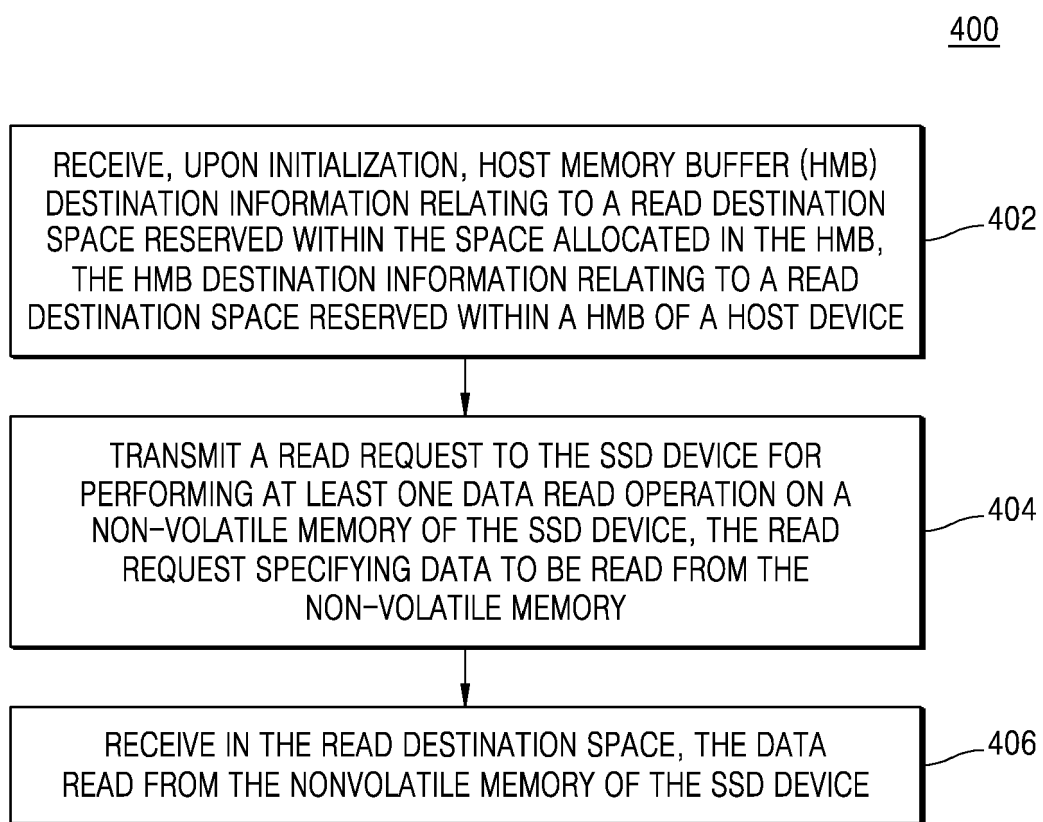 400
RECEIVE, UPON INITIALIZATION, HOST MEMORY BUFFER (HMB)
DESTINATION INFORMATION RELATING TO A READ DESTINATION
SPACE RESERVED WITHIN THE SPACE ALLOCATED IN THE HMB,
THE HMB DESTINATION INFORMATION RELATING TO A READ
DESTINATION SPACE RESERVED WITHIN A HMB OF A HOST DEVICE
402
TRANSMIT A READ REQUEST TO THE SSD DEVICE FOR
PERFORMING AT LEAST ONE DATA READ OPERATION ON A
NON-VOLATILE MEMORY OF THE SSD DEVICE, THE READ
REQUEST SPECIFYING DATA TO BE READ FROM THE
NON-VOLATILE MEMORY
404
RECEIVE IN THE READ DESTINATION SPACE, THE DATA
READ FROM THE NONVOLATILE MEMORY OF THE SSD DEVICE
406